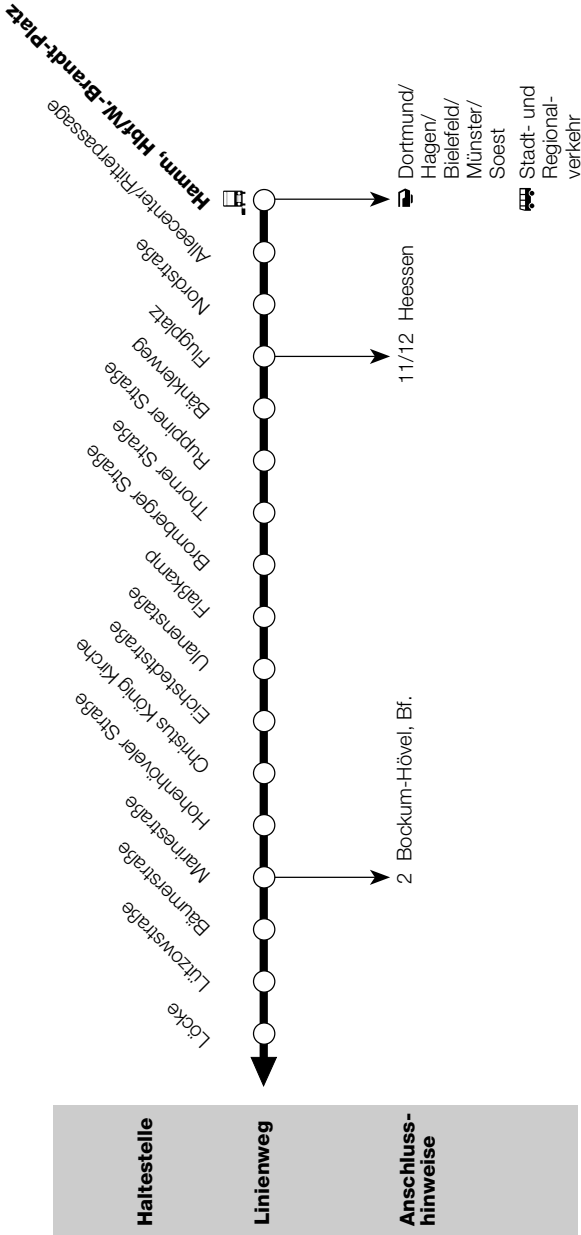 Haltestelle
Löcke
Lützowstraße
Bäumerstraße
Marinestraße
Hohenhöveler Straße
Christus König Kirche
Eichstedtstraße
Ulanenstaße
Flaßkamp
Bromberger Straße
Thorner Straße
Ruppiner Straße
Bänklerweg
Flugplatz
Nordstraße
Alleecenter/Ritterpassage
Hamm, Hbf/W.-Brandt-Platz
Linienweg
Anschluss-
hinweise
2 Bockum-Hövel, Bf.
11/12 Heessen
Dortmund/
Hagen/
Bielefeld/
Münster/
Soest
Stadt- und
Regional-
verkehr